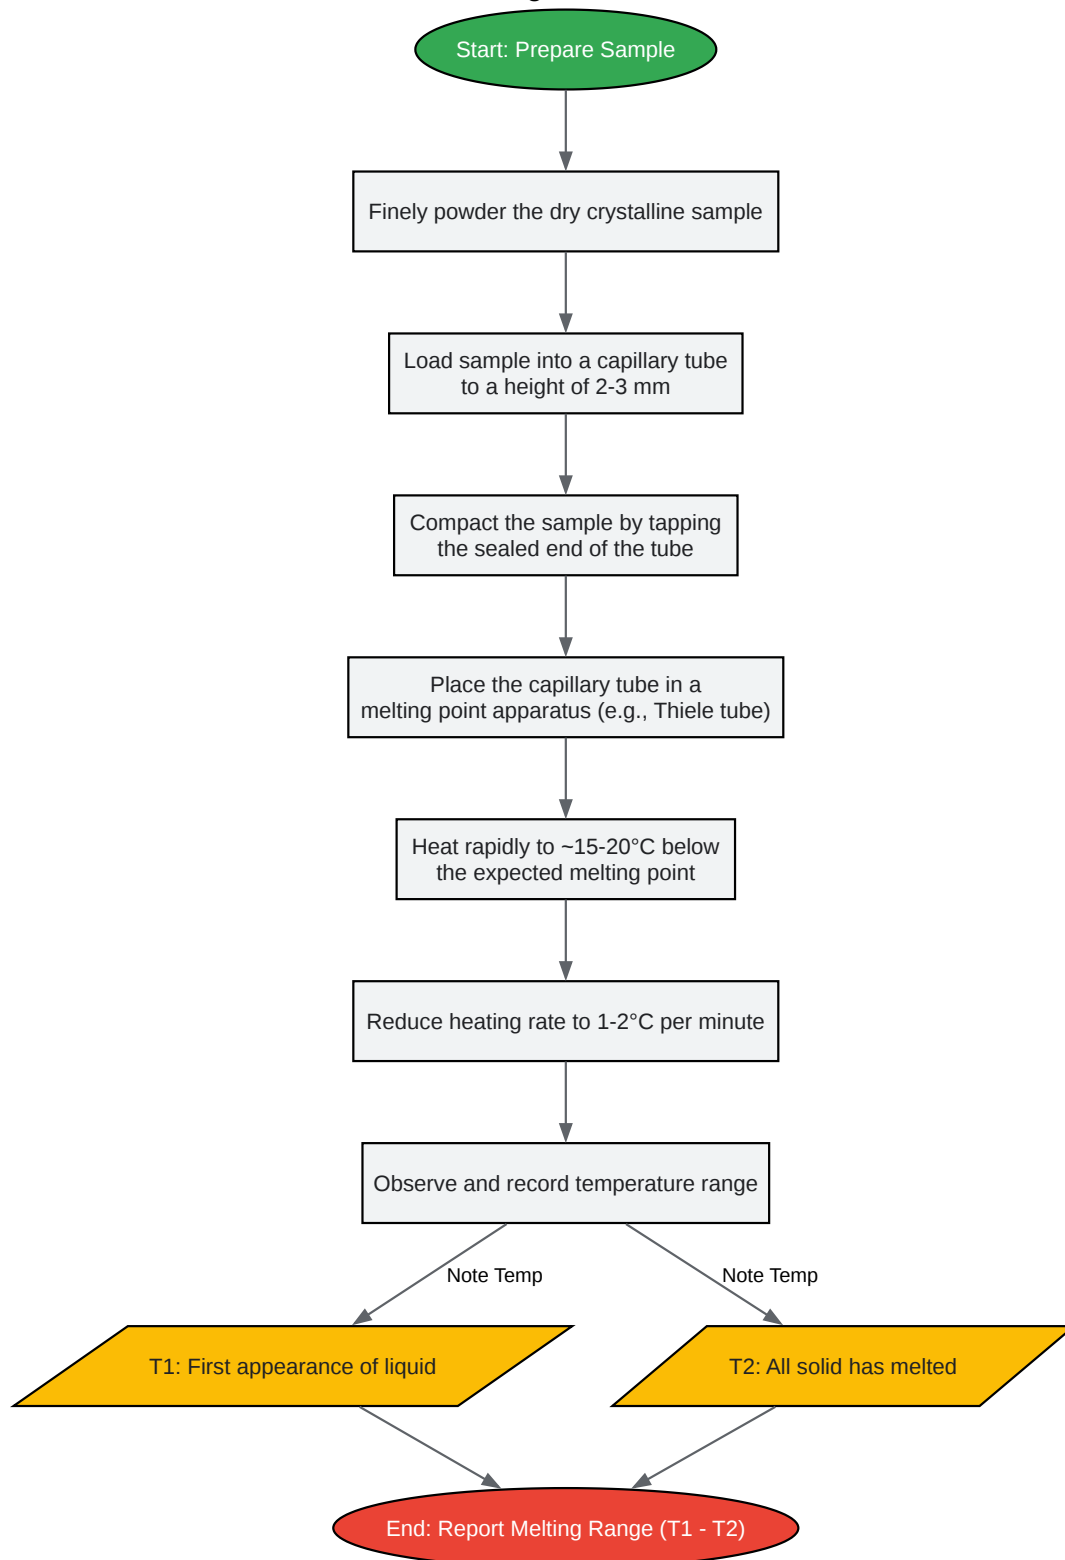 Start: Prepare Sample
Finely powder the dry crystalline sample
Load sample into a capillary tube
to a height of 2-3 mm
Compact the sample by tapping
the sealed end of the tube
Place the capillary tube in a
melting point apparatus (e.g., Thiele tube)
Heat rapidly to ~15-20°C below
the expected melting point
Reduce heating rate to 1-2°C per minute
Observe and record temperature range
Note Temp
Note Temp
T1: First appearance of liquid
T2: All solid has melted
End: Report Melting Range (T1 - T2)